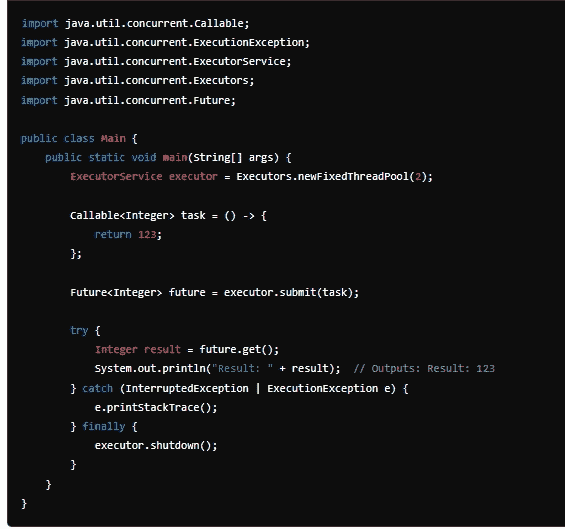 import java.util.concurrent.Callable;
import java.util.concurrent.ExecutionException;
import java.util.concurrent.ExecutorService;
import java.util.concurrent.Executors;
import java.util.concurrent.Future;

public class Main {
    public static void main(String[] args) {
        ExecutorService executor = Executors.newFixedThreadPool(2);

        Callable<Integer> task = () -> {
            return 123;
        };

        Future<Integer> future = executor.submit(task);

        try {
            Integer result = future.get();
            System.out.println("Result: " + result);  // Outputs: Result: 123
        } catch (InterruptedException | ExecutionException e) {
            e.printStackTrace();
        } finally {
            executor.shutdown();
        }
    }
}